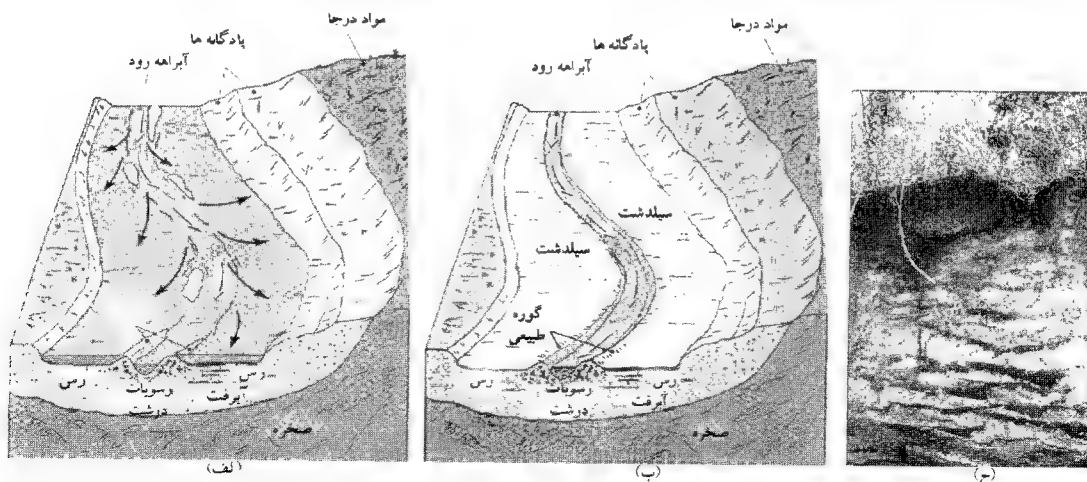 مواد درجا
پادگانه ها
آبراهه رود
رس
رسوبات
درشت
رس
آبرفت
صخره
(الف)
مواد درجا
پادگانه ها
آبراهه رود
سیلدشت
سیلدشت
گوره
طبیعی
رس
رسوبات
درشت
رس
آبرفت
صخره
(ب)
(ج)